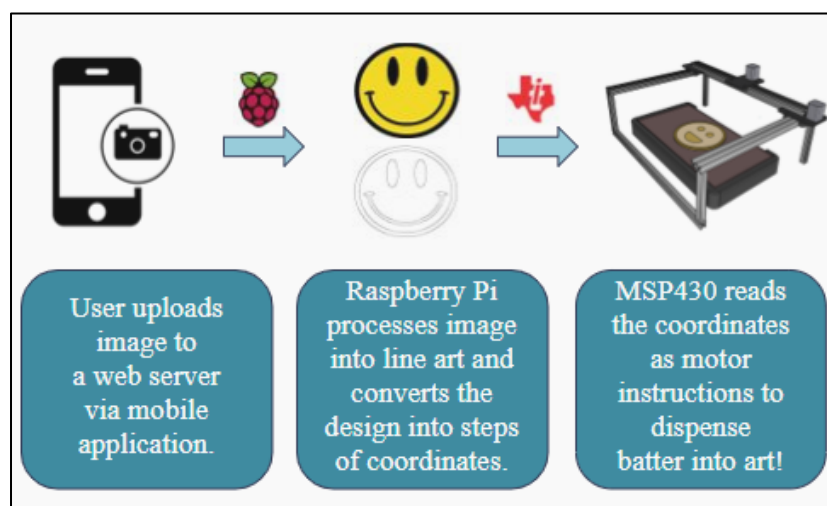 User uploads
image to
a web server
via mobile
application.
Raspberry Pi
processes image
into line art and
converts the
design into steps
of coordinates.
MSP430 reads
the coordinates
as motor
instructions to
dispense
batter into art!